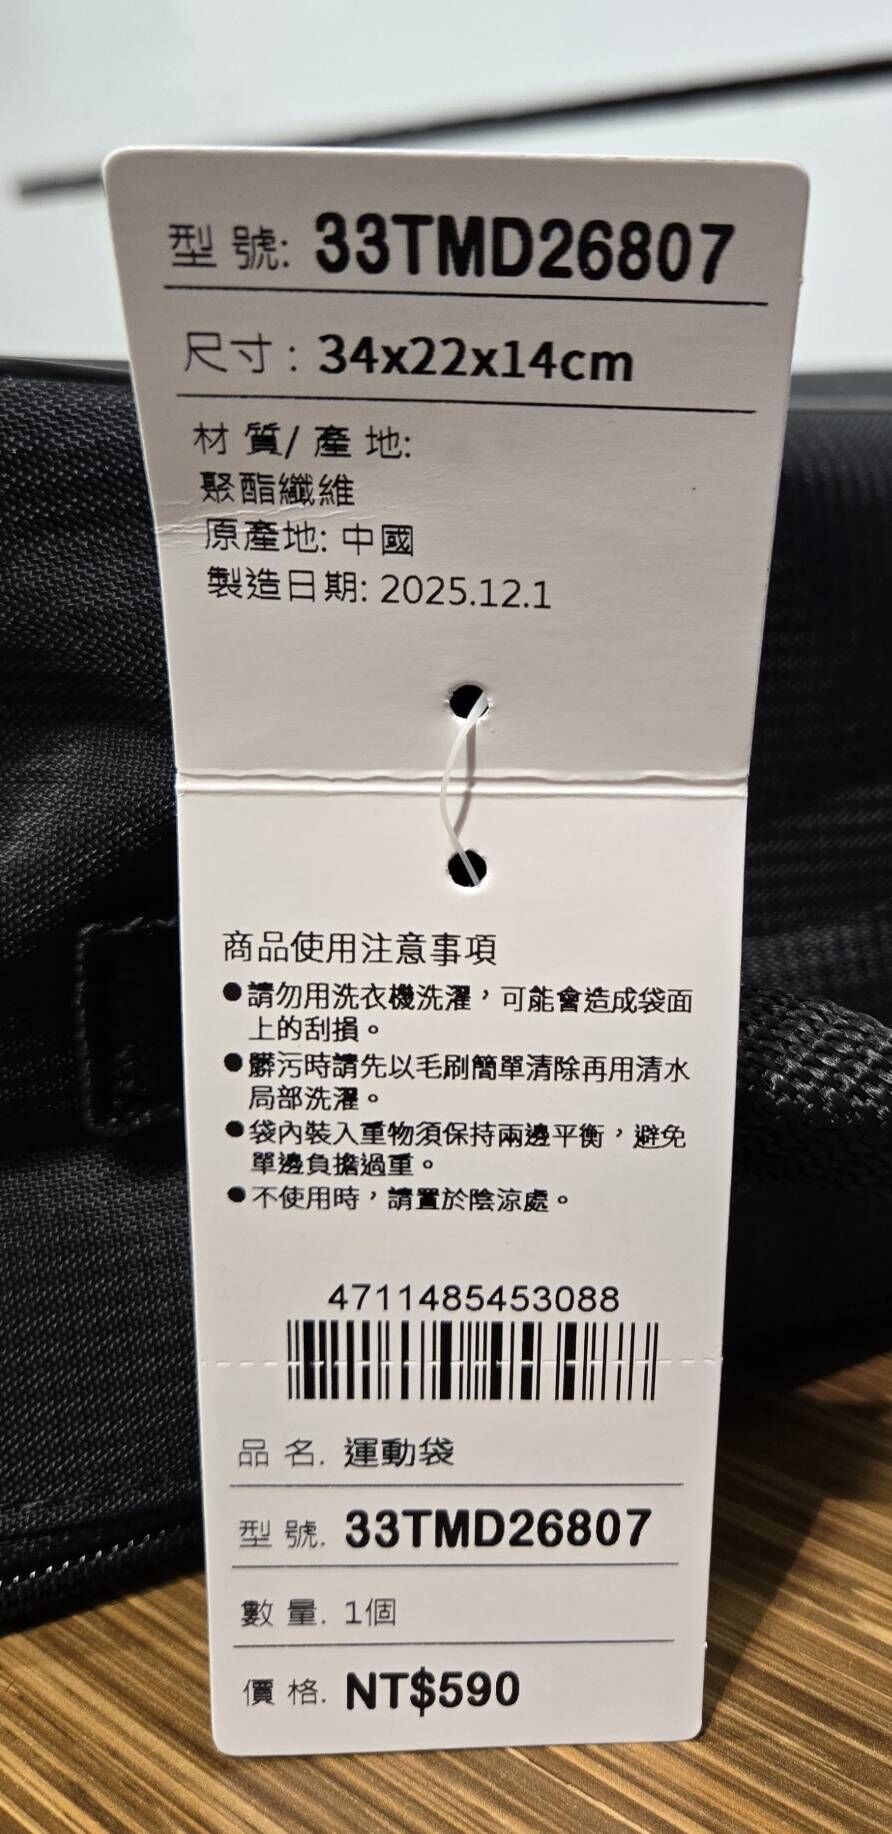 型號: 33TMD26807
尺寸: 34x22x14cm
材質/產地:
聚酯纖維
原產地: 中國
製造日期: 2025.12.1
商品使用注意事項
●請勿用洗衣機洗濯，可能會造成袋面
上的刮損。
●髒污時請先以毛刷簡單清除再用清水
局部洗濯。
●袋內裝入重物須保持兩邊平衡，避免
單邊負擔過重。
●不使用時，請置於陰涼處。
4711485453088
品名. 運動袋
型號. 33TMD26807
數量. 1個
價格. NT$590